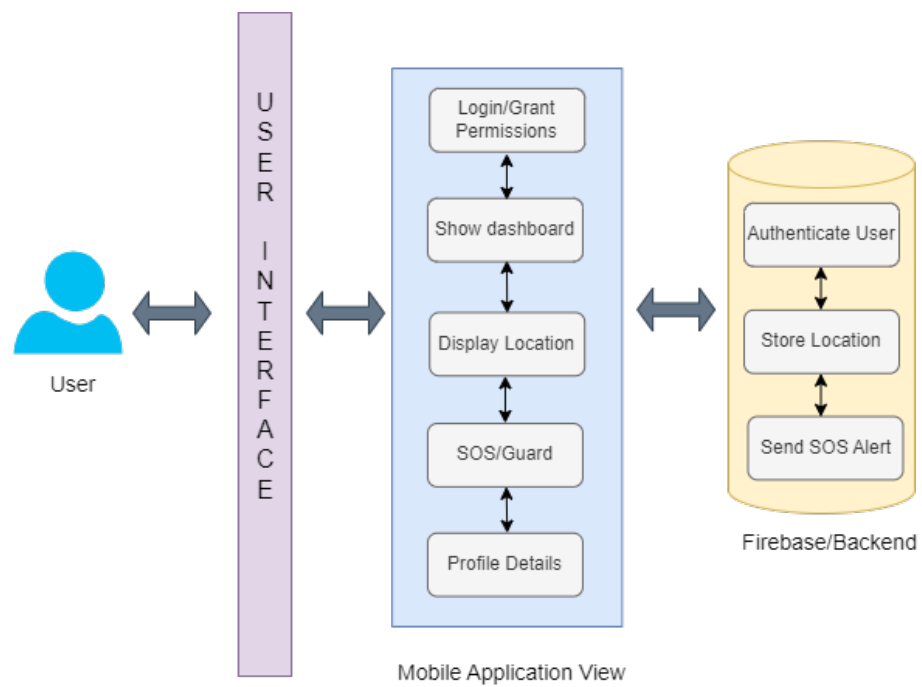 User
USER INTERFACE
Login/Grant
Permissions
Show dashboard
Display Location
SOS/Guard
Profile Details
Mobile Application View
Authenticate User
Store Location
Send SOS Alert
Firebase/Backend